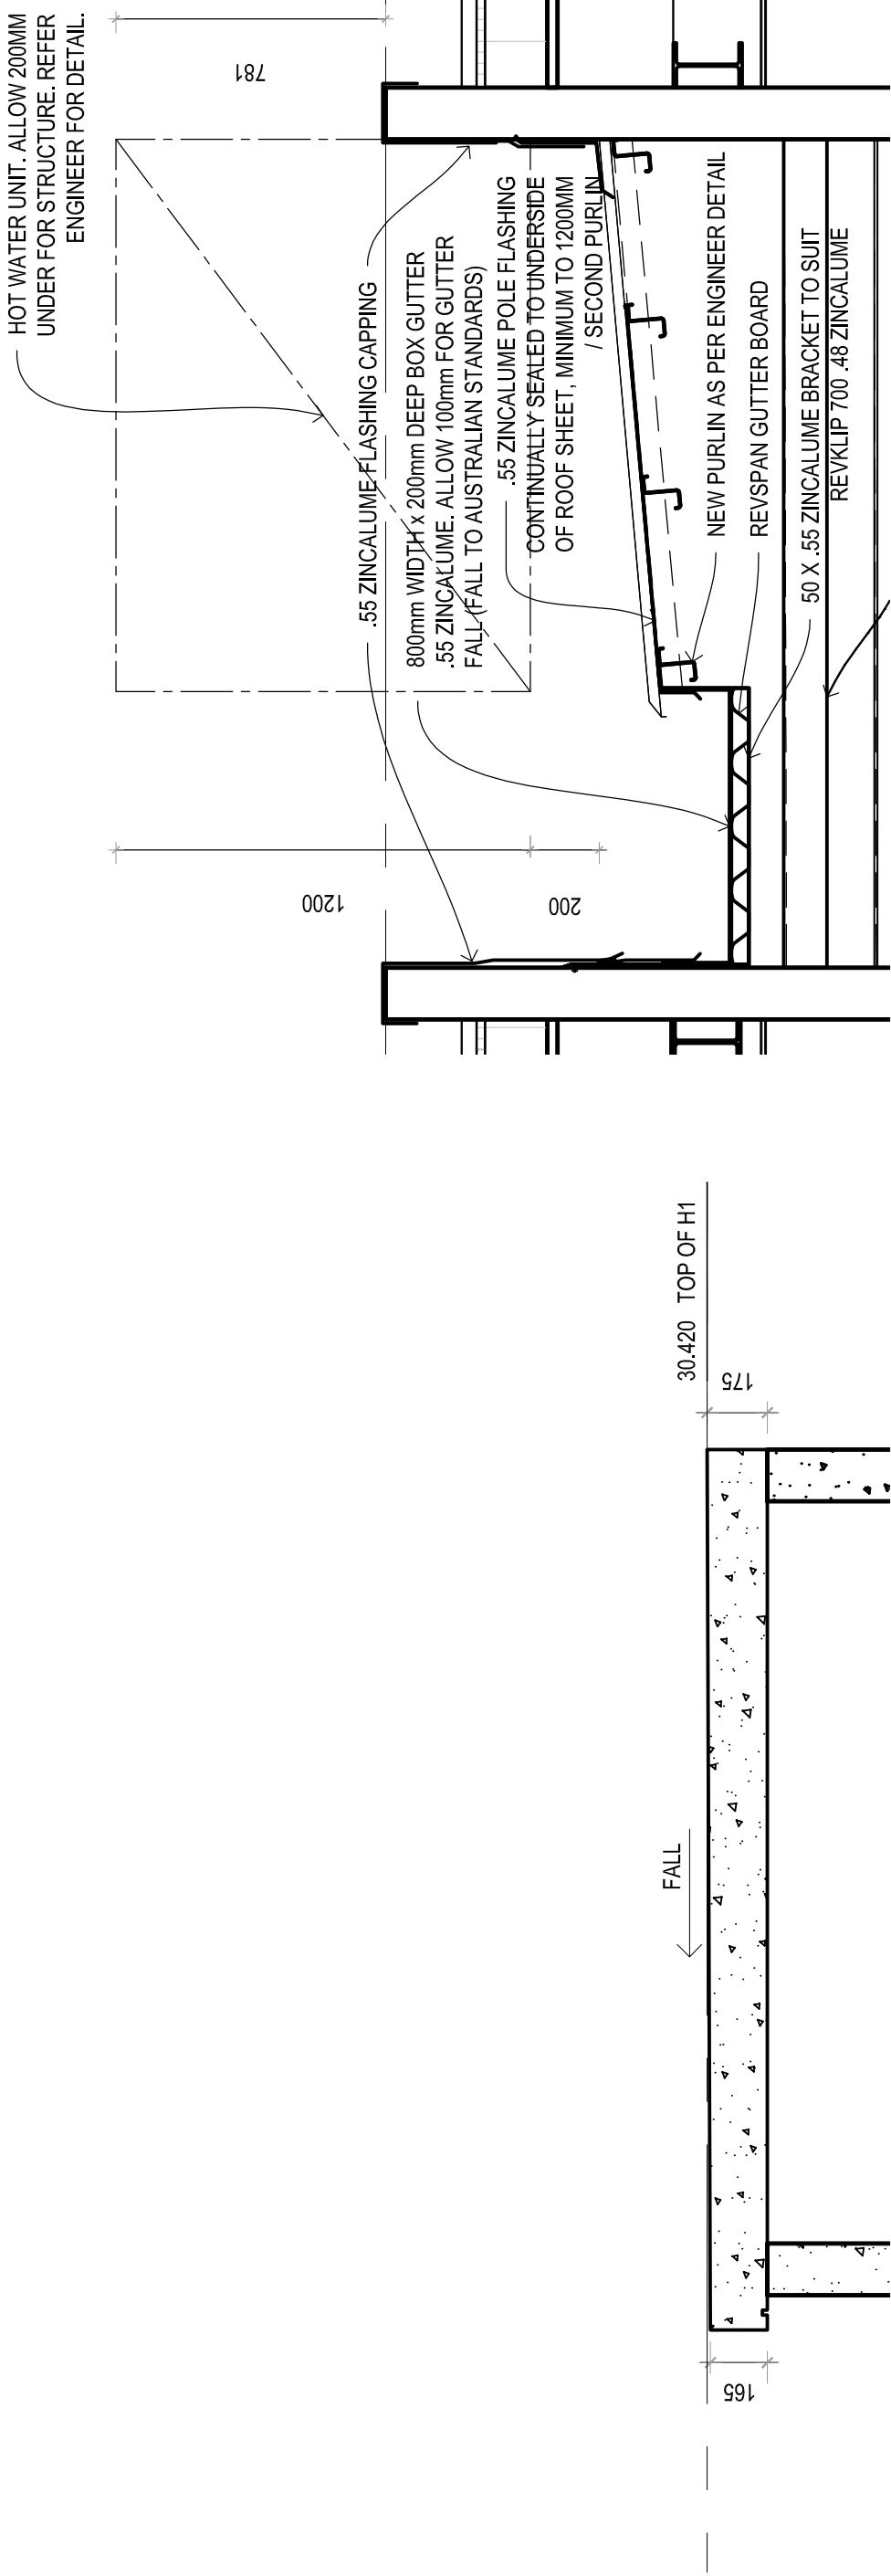 HOT WATER UNIT. ALLOW 200MM
UNDER FOR STRUCTURE. REFER
ENGINEER FOR DETAIL.
781
.55 ZINCALUME FLASHING CAPPING
800mm WIDTH x 200mm DEEP BOX GUTTER
.55 ZINCALUME. ALLOW 100mm FOR GUTTER
FALL (FALL TO AUSTRALIAN STANDARDS)
.55 ZINCALUME POLE FLASHING
CONTINUALLY SEALED TO UNDERSIDE
OF ROOF SHEET, MINIMUM TO 1200MM
/ SECOND PURLIN
NEW PURLIN AS PER ENGINEER DETAIL
REVSPAN GUTTER BOARD
50 X .55 ZINCALUME BRACKET TO SUIT
REVKLIP 700 .48 ZINCALUME
1200
200
30.420 TOP OF H1
175
FALL
165